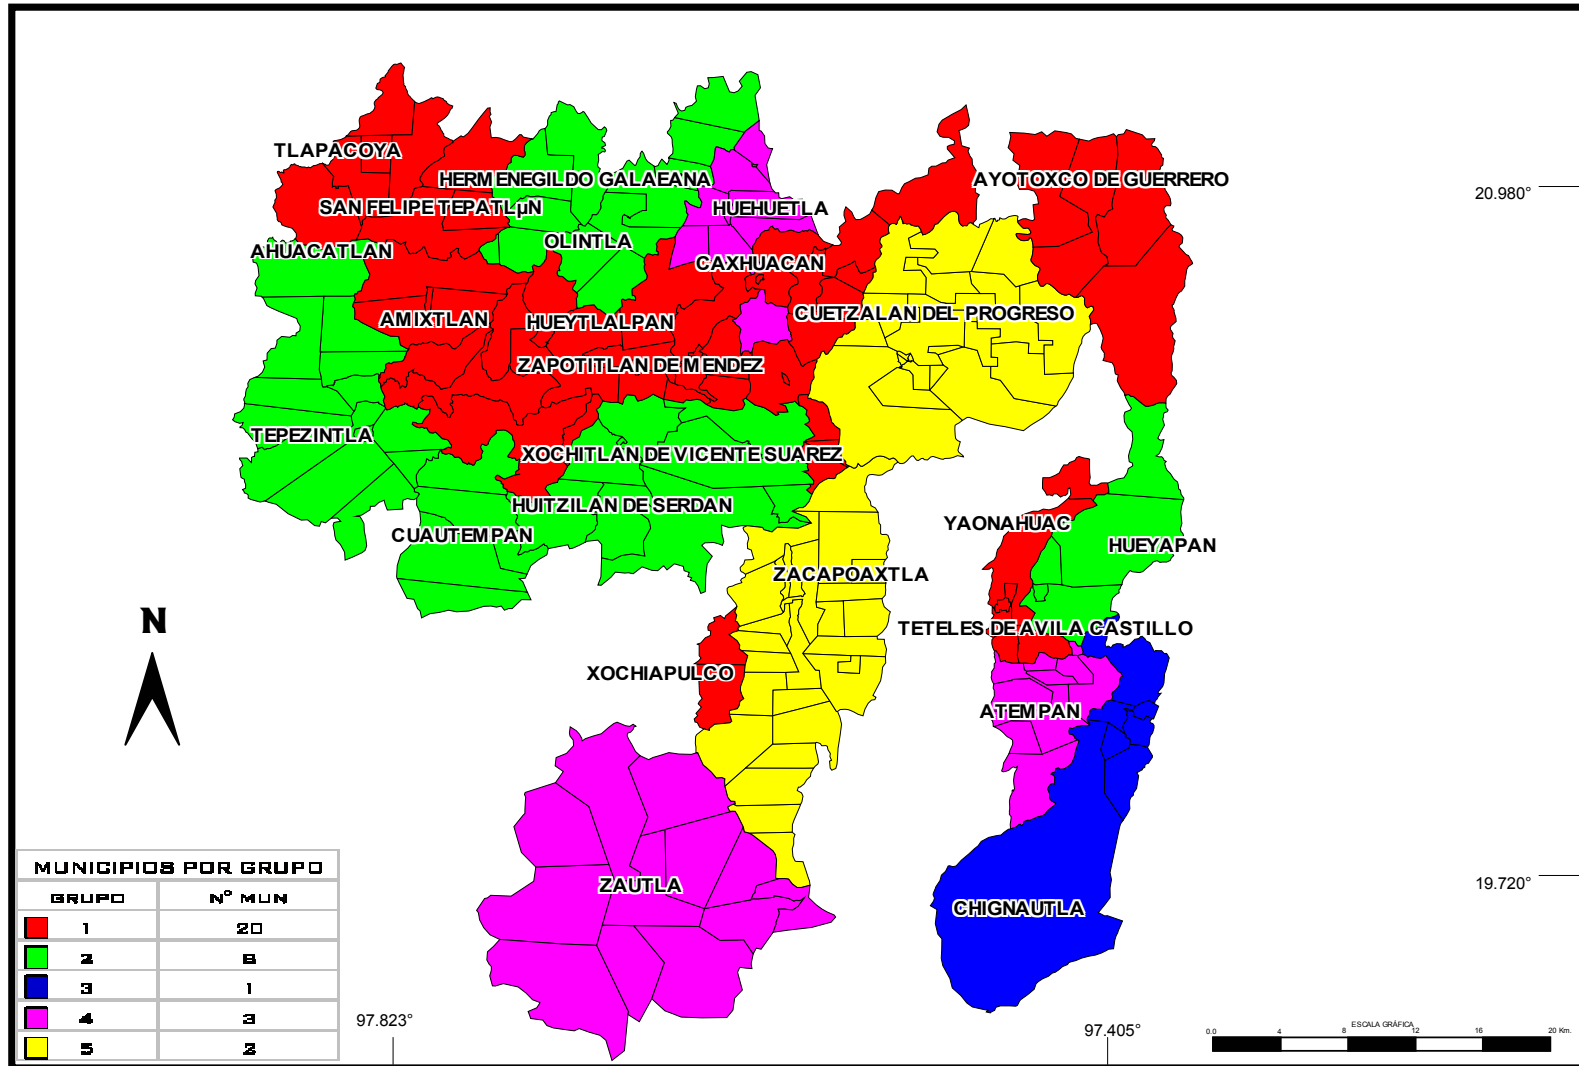 TLAPACOYA
HERMENEGILDO GALAEANA
AYOTOXCO DE GUERRERO
20.980°
SAN FELIPE TEPATLµN
HUEHUETLA
OLINTLA
AHUACATLAN
CAXHUACAN
CUETZALAN DEL PROGRESO
AMIXTLAN
HUEYTLALPAN
ZAPOTITLAN DE MENDEZ
TEPEZINTLA
XOCHITLAN DE VICENTE SUAREZ
HUITZILAN DE SERDAN
YAONAHUAC
CUAUTEMPAN
HUEYAPAN
ZACAPOAXTLA
N
TETELES DE AVILA CASTILLO
XOCHIAPULCO
ATEMPAN
ZAUTLA
19.720°
CHIGNAUTLA
MUNICIPIOS POR GRUPO
GRUPO N° MUN
1 20
2
3 1
4 3
5 2
97.823°
97.405°
ESCALA GRÁFICA
0.0 4 8 12 16 20 Km.